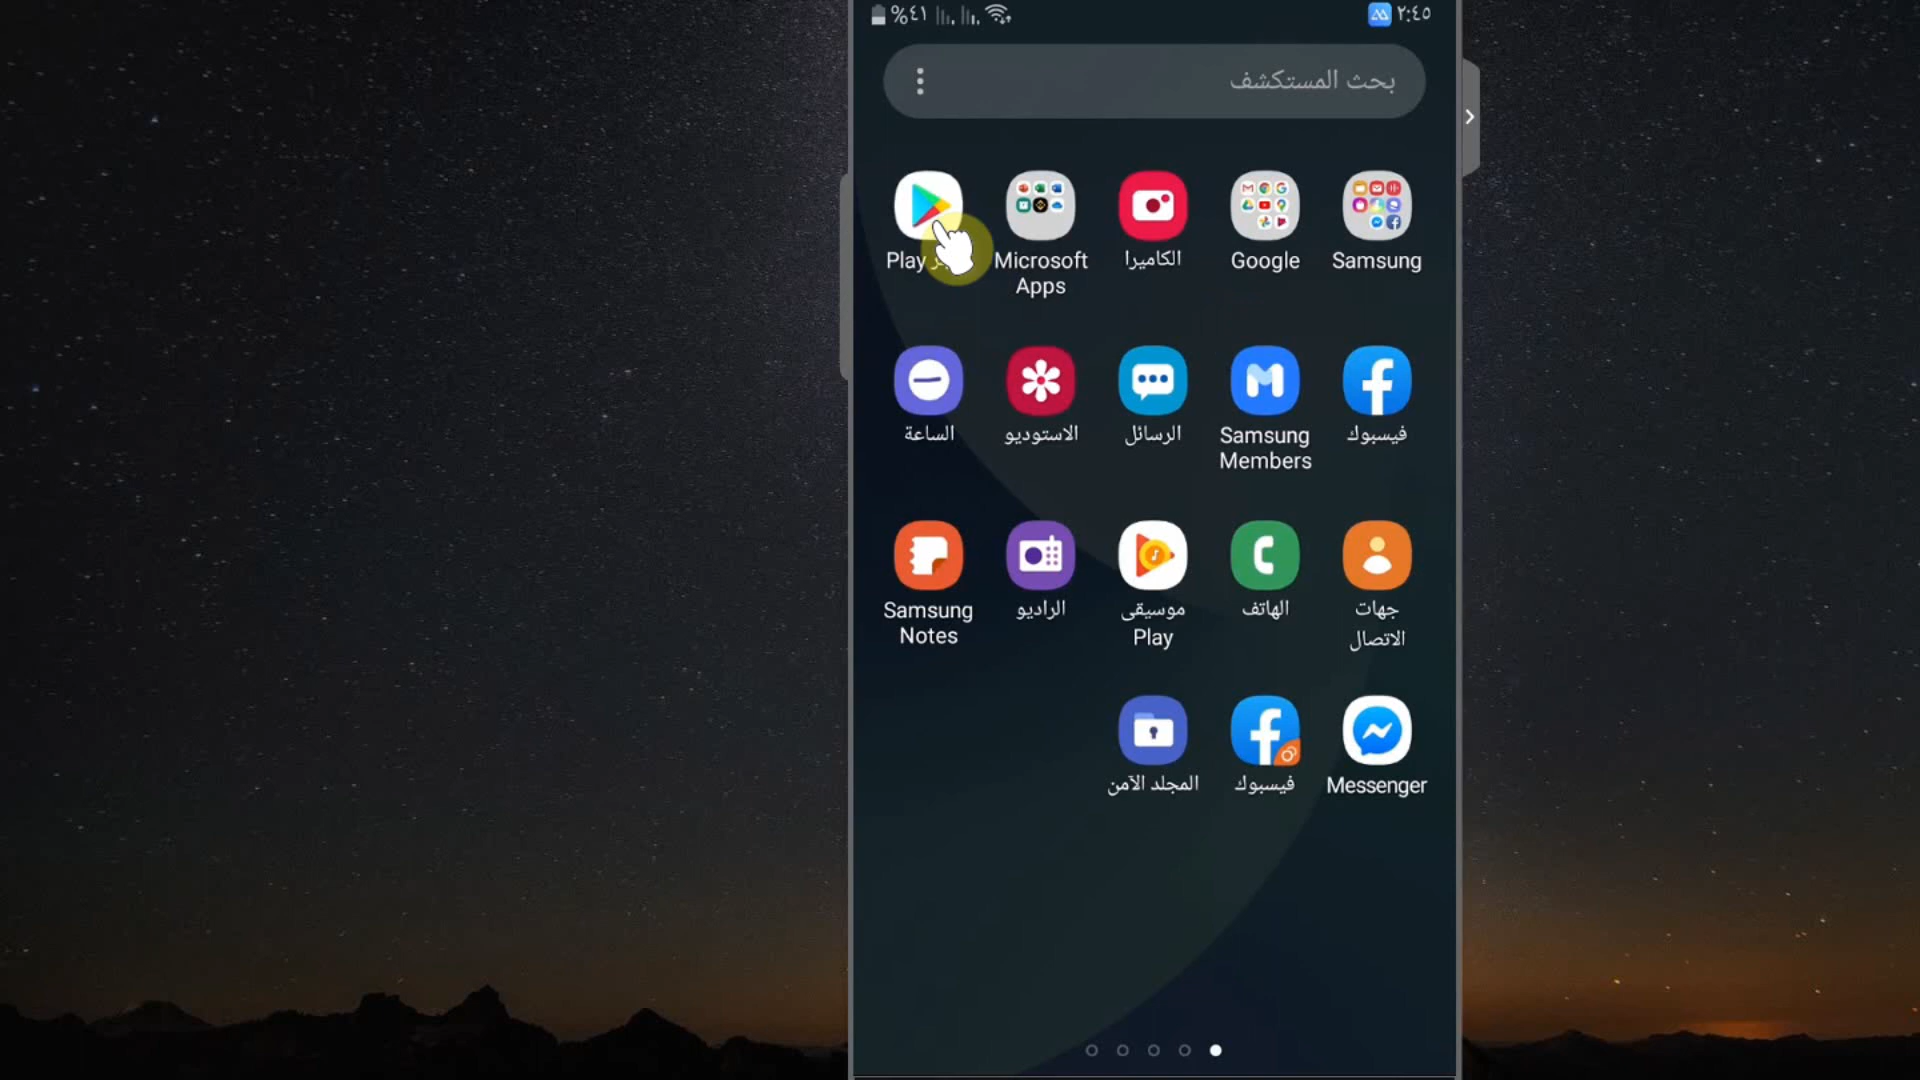 ٢:٤٥
%٤١
بحث المستكشف
Samsung
Google
الكاميرا
Microsoft
Apps
Play
فيسبوك
Samsung
Members
الرسائل
الاستوديو
الساعة
جهات
الاتصال
الهاتف
موسيقى
Play
الراديو
Samsung
Notes
Messenger
فيسبوك
المجلد الآمن